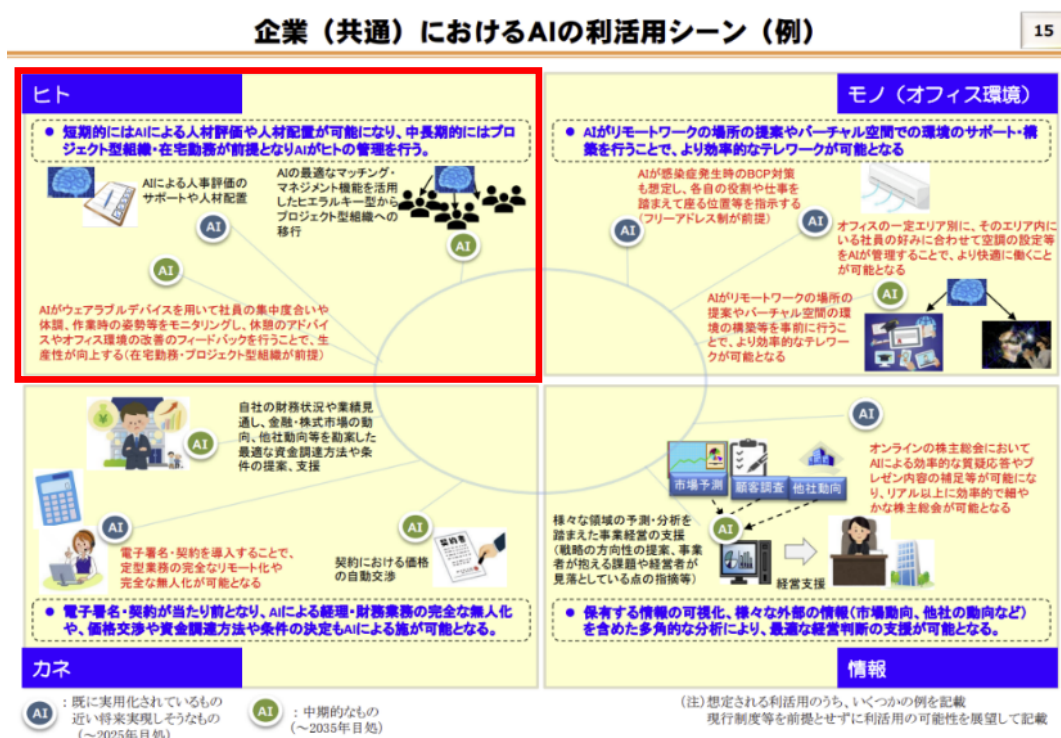 企業（共通）におけるAIの利活用シーン（例）
15
ヒト
● 短期的にはAIによる人材評価や人材配置が可能になり、中長期的にはプロ
ジェクト型組織・在宅勤務が前提となりAIがヒトの管理を行う。
AIによる人事評価の
サポートや人材配置
AI
AIの最適なマッチング・
マネジメント機能を活用
したヒエラルキー型から
プロジェクト型組織への
移行
AI
AI
AIがウェアラブルデバイスを用いて社員の集中度合いや
体調、作業時の姿勢等をモニタリングし、休憩のアドバイ
スやオフィス環境の改善のフィードバックを行うことで、生
産性が向上する（在宅勤務・プロジェクト型組織が前提）
モノ（オフィス環境）
● AIがリモートワークの場所の提案やバーチャル空間での環境のサポート・構
築を行うことで、より効率的なテレワークが可能となる
AIが感染症発生時のBCP対策
も想定し、各自の役割や仕事を
踏まえて座る位置等を指示する
（フリーアドレス制が前提）
AI
AI
オフィスの一定エリア別に、そのエリア内に
いる社員の好みに合わせて空調の設定等
をAIが管理することで、より快適に働くこと
が可能となる
AIがリモートワークの場所の
提案やバーチャル空間の環
境の構築等を事前に行うこ
とで、より効率的なテレワー
クが可能となる
AI
自社の財務状況や業績見
通し、金融・株式市場の動
向、他社動向等を勘案した
最適な資金調達方法や条
件の提案、支援
AI
AI
電子署名・契約を導入することで、
定型業務の完全なリモート化や
完全な無人化が可能となる
AI
契約書
契約における価格
の自動交渉
● 電子署名・契約が当たり前となり、AIによる経理・財務業務の完全な無人化
や、価格交渉や資金調達方法や条件の決定もAIによる施が可能となる。
カネ
AI
オンラインの株主総会において
AIによる効率的な質疑応答やプ
レゼン内容の補足等が可能にな
り、リアル以上に効率的で細や
かな株主総会が可能となる
市場予測
顧客調査
他社動向
様々な領域の予測・分析を
踏まえた事業経営の支援
（戦略の方向性の提案、事業
者が抱える課題や経営者が
見落としている点の指摘等）
AI
経営支援
● 保有する情報の可視化、様々な外部の情報（市場動向、他社の動向など）
を含めた多角的な分析により、最適な経営判断の支援が可能となる。
情報
AI
：既に実用化されているもの
近い将来実現しそうなもの
（～2025年目処）
AI
：中期的なもの
（～2035年目処）
（注）想定される利活用のうち、いくつかの例を記載
現行制度等を前提とせずに利活用の可能性を展望して記載